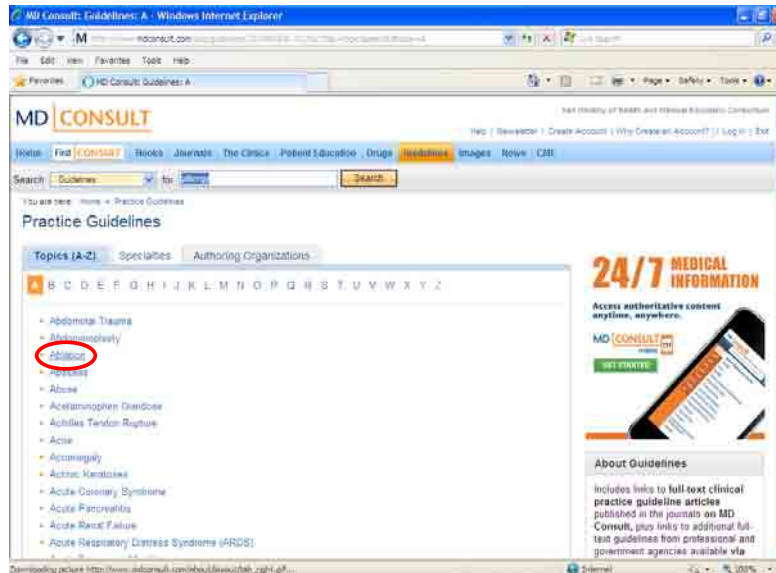 MD Consult: Guidelines: A - Windows Internet Explorer
File Edit View Favorites Tools Help
Favorites MD Consult: Guidelines: A
Page Safety Tools
MD CONSULT
Help | Newsletter | Create Account | Why Create an Account? | Log In | Exit
Home First CONSULT Books Journals The Clinics Patient Education Drugs Guidelines Images News CME
Search Guidelines for Search
You are here: Home > Practice Guidelines
Practice Guidelines
Topics (A-Z) Specialties Authoring Organizations
A B C D E F G H I J K L M N O P Q R S T U V W X Y Z
Abdominal Trauma
Abdominoplasty
Ablation
Abscess
Abuse
Acetaminophen Overdose
Achilles Tendon Rupture
Acne
Acromegaly
Actinic Keratoses
Acute Coronary Syndrome
Acute Pancreatitis
Acute Renal Failure
Acute Respiratory Distress Syndrome (ARDS)
24/7 MEDICAL INFORMATION
Access authoritative content
anytime, anywhere.
MD CONSULT
GET STARTED
About Guidelines
Includes links to full-text clinical
practice guideline articles
published in the journals on MD
Consult, plus links to additional full-
text guidelines from professional and
government agencies available via
Internet
100%